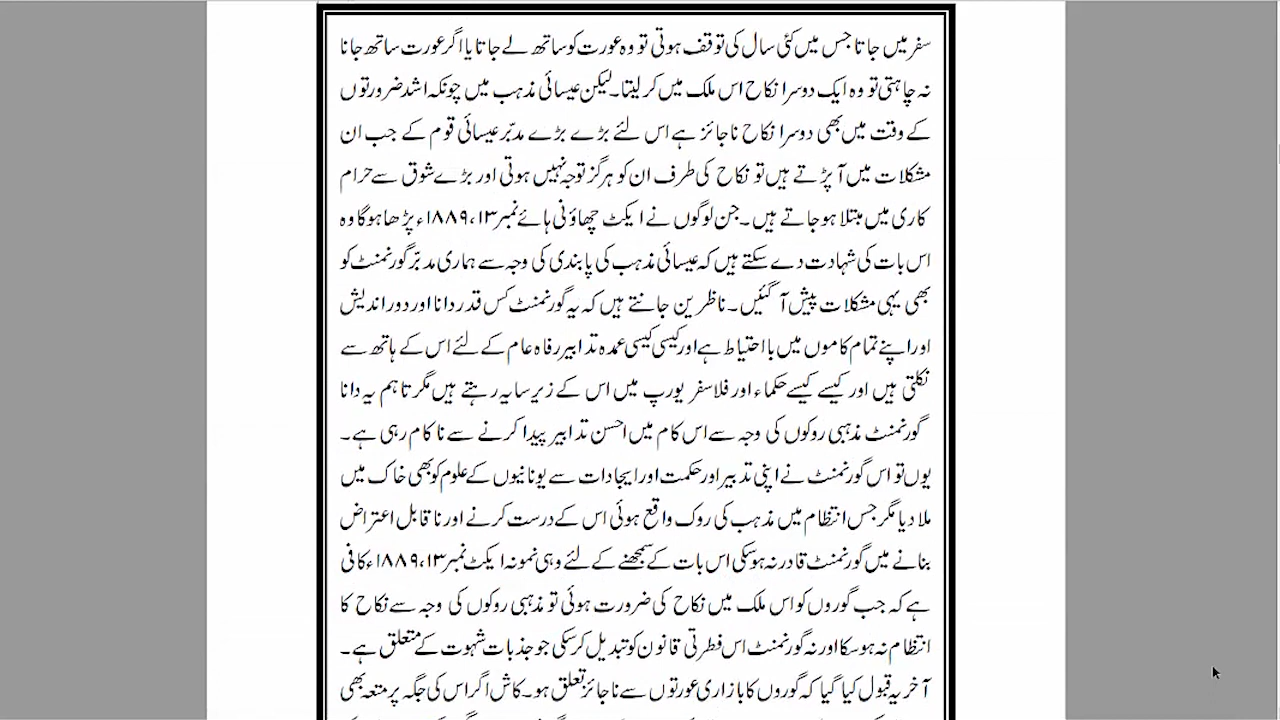 سفر میں جاتا جس میں کئی سال کی توقف ہوتی تو وہ عورت کو ساتھ لے جاتا یا اگر عورت ساتھ جانا
نہ چاہتی تو وہ ایک دوسرا نکاح اس ملک میں کر لیتا۔ لیکن عیسائی مذہب میں چونکہ اشد ضرورتوں
کے وقت میں بھی دوسرا نکاح ناجائز ہے اس لئے بڑے بڑے مدبّر عیسائی قوم کے جب ان
مشکلات میں آ پڑتے ہیں تو نکاح کی طرف ان کو ہرگز توجہ نہیں ہوتی اور بڑے شوق سے حرام
کاری میں مبتلا ہو جاتے ہیں۔ جن لوگوں نے ایکٹ چھاؤنی ہائے نمبر ۱۳، ۱۸۸۹ء پڑھا ہوگا وہ
اس بات کی شہادت دے سکتے ہیں کہ عیسائی مذہب کی پابندی کی وجہ سے ہماری مدبّر گورنمنٹ کو
بھی یہی مشکلات پیش آ گئیں۔ ناظرین جانتے ہیں کہ یہ گورنمنٹ کس قدر دانا اور دور اندیش
اور اپنے تمام کاموں میں بااحتیاط ہے اور کیسی کیسی عمدہ تدابیر رفاہ عام کے لئے اس کے ہاتھ سے
نکلتی ہیں اور کیسے کیسے حکماء اور فلاسفر یورپ میں اس کے زیر سایہ رہتے ہیں مگر تاہم یہ دانا
گورنمنٹ مذہبی روکوں کی وجہ سے اس کام میں احسن تدابیر پیدا کرنے سے ناکام رہی ہے۔
یوں تو اس گورنمنٹ نے اپنی تدبیر اور حکمت اور ایجادات سے یونانیوں کے علوم کو بھی خاک میں
ملا دیا مگر جس انتظام میں مذہب کی روک واقع ہوئی اس کے درست کرنے اور ناقابل اعتراض
بنانے میں گورنمنٹ قادر نہ ہو سکی اس بات کے سمجھنے کے لئے وہی نمونہ ایکٹ نمبر ۱۳، ۱۸۸۹ء کافی
ہے کہ جب گوروں کو اس ملک میں نکاح کی ضرورت ہوئی تو مذہبی روکوں کی وجہ سے نکاح کا
انتظام نہ ہو سکا اور نہ گورنمنٹ اس فطرتی قانون کو تبدیل کر سکی جو جذبات شہوت کے متعلق ہے۔
آخر یہ قبول کیا گیا کہ گوروں کا بازاری عورتوں سے ناجائز تعلق ہو۔ کاش اگر اس کی جگہ پر متعہ بھی